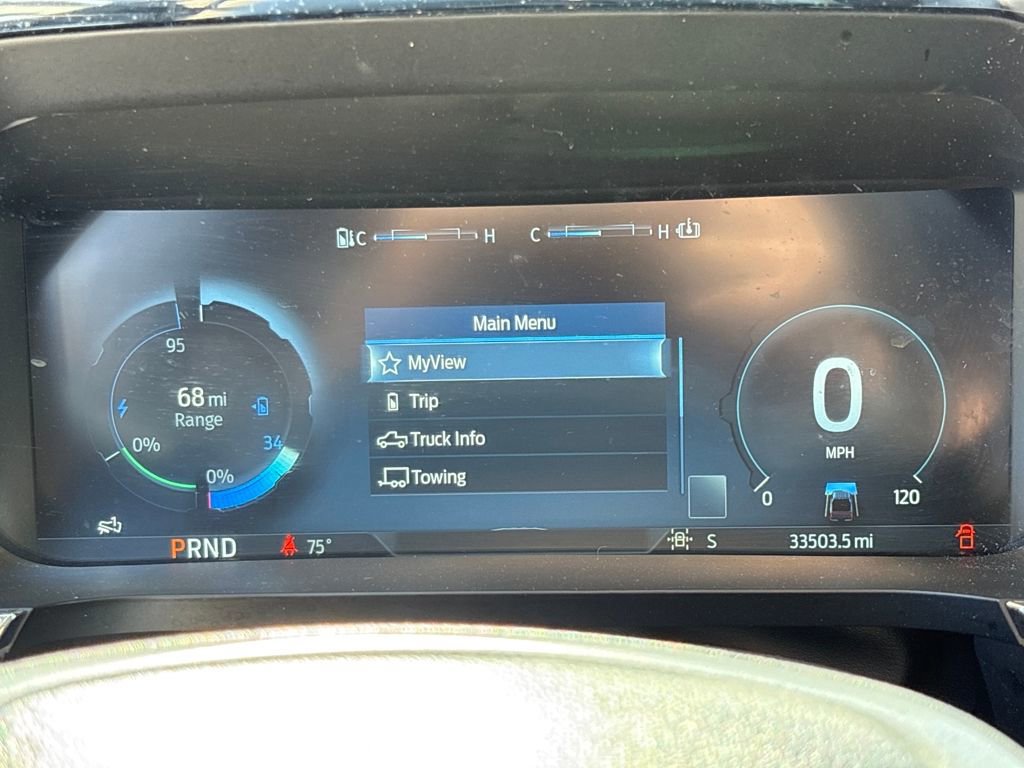 C H C H
Main Menu
MyView
Trip
Truck Info
Towing
95
68 mi
Range
0%
34
0%
0
MPH
0 120
PRND 75° S 33503.5 mi